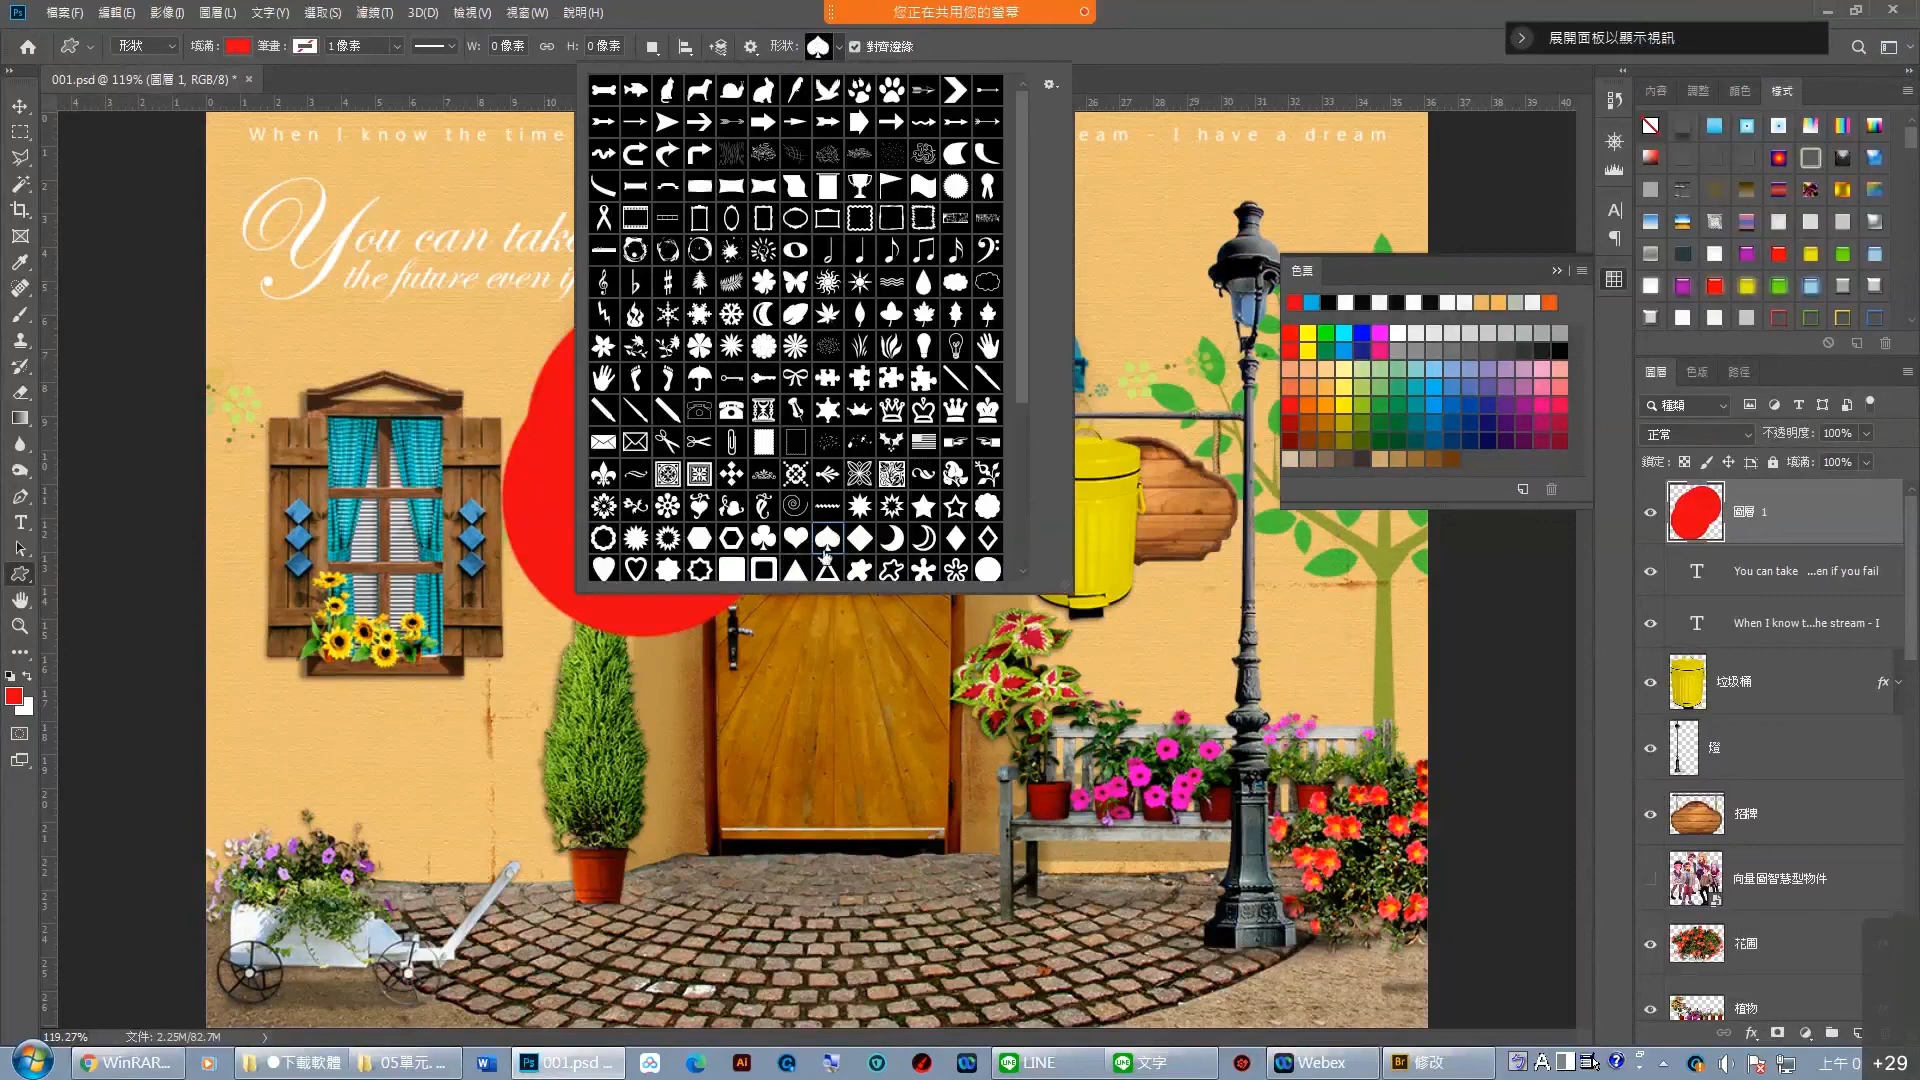 檔案(F) 編輯(E) 影像(I) 圖層(L) 文字(Y) 選取(S) 濾鏡(T) 3D(D) 檢視(V) 視窗(W) 說明(H)
您正在共用您的螢幕
展開面板以顯示視訊
形狀 填滿: 筆畫: 1 像素 W: 0 像素 H: 0 像素 形狀: 對齊邊緣
001.psd @ 119% (圖層 1, RGB/8) *
內容 調整 顏色 樣式
When I know the time
eam - I have a dream
You can take
the future even if
色票
圖層 色版 路徑
種類
正常 不透明度: 100%
鎖定: 填滿: 100%
圖層 1
You can take ...en if you fail
When I know t...he stream - I
垃圾桶 fx
燈
招牌
向量圖智慧型物件
花圃
植物
119.27% 文件: 2.25M/82.7M
WinRAR... ●下載軟體 05單元... 001.psd ... LINE 文字 Webex 修改 上午 0 +29